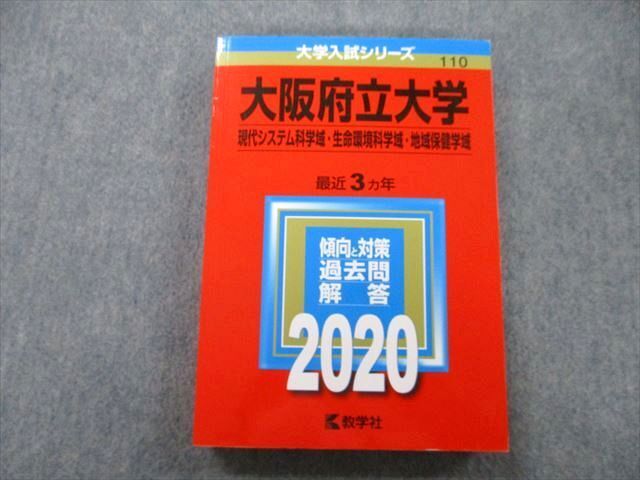 大学入試シリーズ
110
大阪府立大学
現代システム科学域・生命環境科学域・地域保健学域
最近3カ年
傾向と対策
過去問
解答
2020
教学社